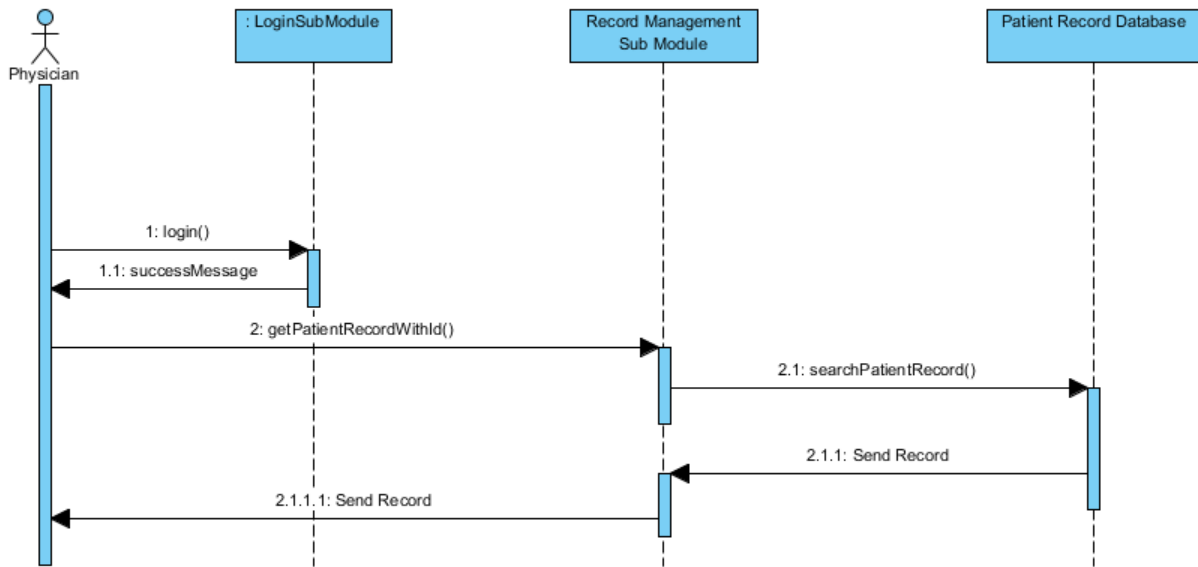 : LoginSubModule
Record Management
Sub Module
Patient Record Database
Physician
1: login()
1.1: successMessage
2: getPatientRecordWithId()
2.1: searchPatientRecord()
2.1.1: Send Record
2.1.1.1: Send Record